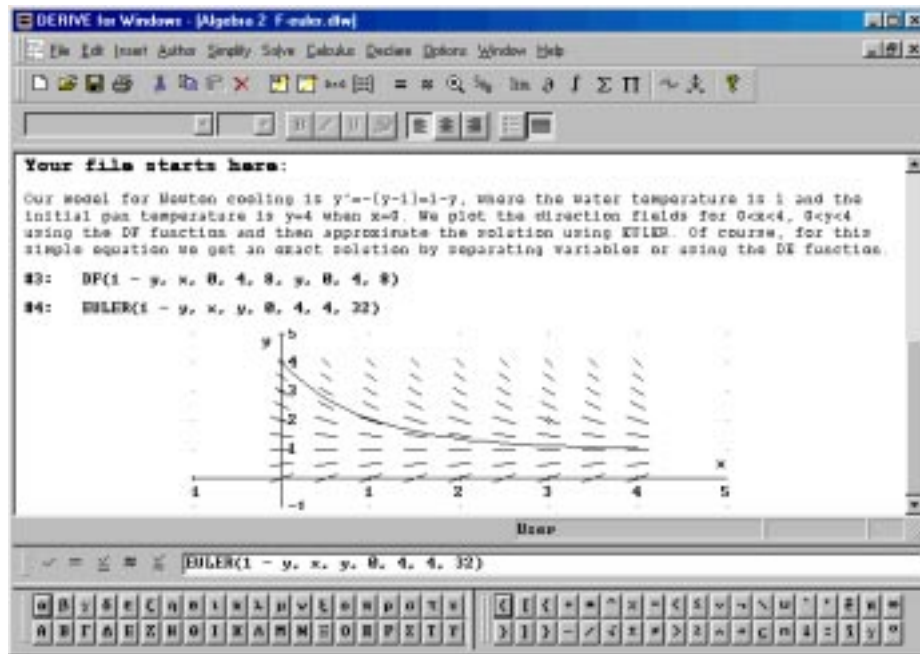 DERIVE for Windows - [Algebra 2 F-euler.dfw]
File Edit Insert Author Simplify Solve Calculus Declare Options Window Help
lim ∂ ∫ Σ Π
B I U
Your file starts here:
Our model for Newton cooling is y'=-(y-1)=1-y, where the water temperature is 1 and the
initial pan temperature is y=4 when x=0. We plot the direction fields for 0<x<4, 0<y<4
using the DF function and then approximate the solution using EULER. Of course, for this
simple equation we get an exact solution by separating variables or using the DE function.
#3: DF(1 - y, x, 0, 4, 8, y, 0, 4, 8)
#4: EULER(1 - y, x, y, 0, 4, 4, 32)
y 5
4
3
2
1
x
1 1 2 3 4 5
-1
User
EULER(1 - y, x, y, 0, 4, 4, 32)
α β γ δ ε ζ η θ ι κ λ μ ν ξ ο π ρ σ τ υ
Α Β Γ Δ Ε Ζ Η Θ Ι Κ Λ Μ Ν Ξ Ο Π Ρ Σ Τ Υ